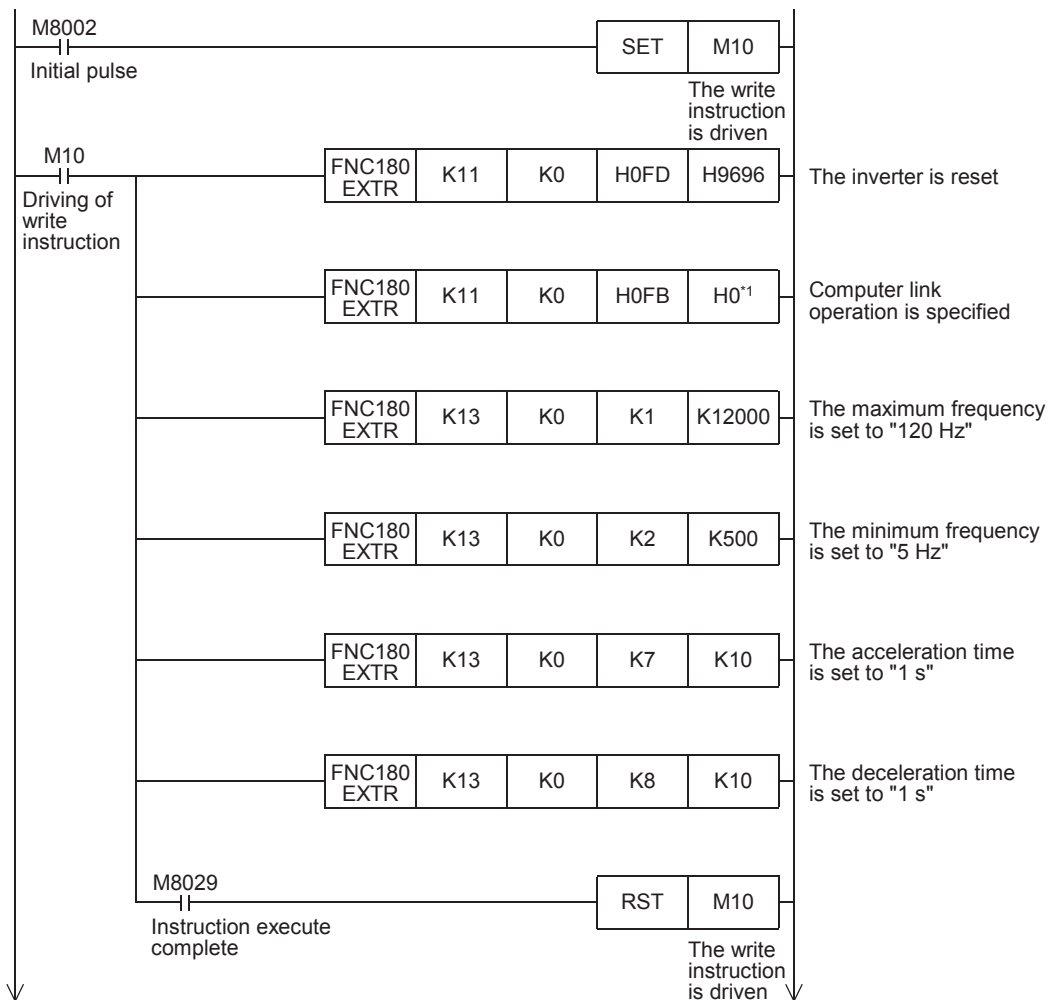 M8002
SET M10
Initial pulse
The write
instruction
is driven
M10
FNC180
EXTR K11 K0 H0FD H9696
The inverter is reset
Driving of
write
instruction
FNC180
EXTR K11 K0 H0FB H0*1
Computer link
operation is specified
FNC180
EXTR K13 K0 K1 K12000
The maximum frequency
is set to "120 Hz"
FNC180
EXTR K13 K0 K2 K500
The minimum frequency
is set to "5 Hz"
FNC180
EXTR K13 K0 K7 K10
The acceleration time
is set to "1 s"
FNC180
EXTR K13 K0 K8 K10
The deceleration time
is set to "1 s"
M8029
RST M10
Instruction execute
complete
The write
instruction
is driven